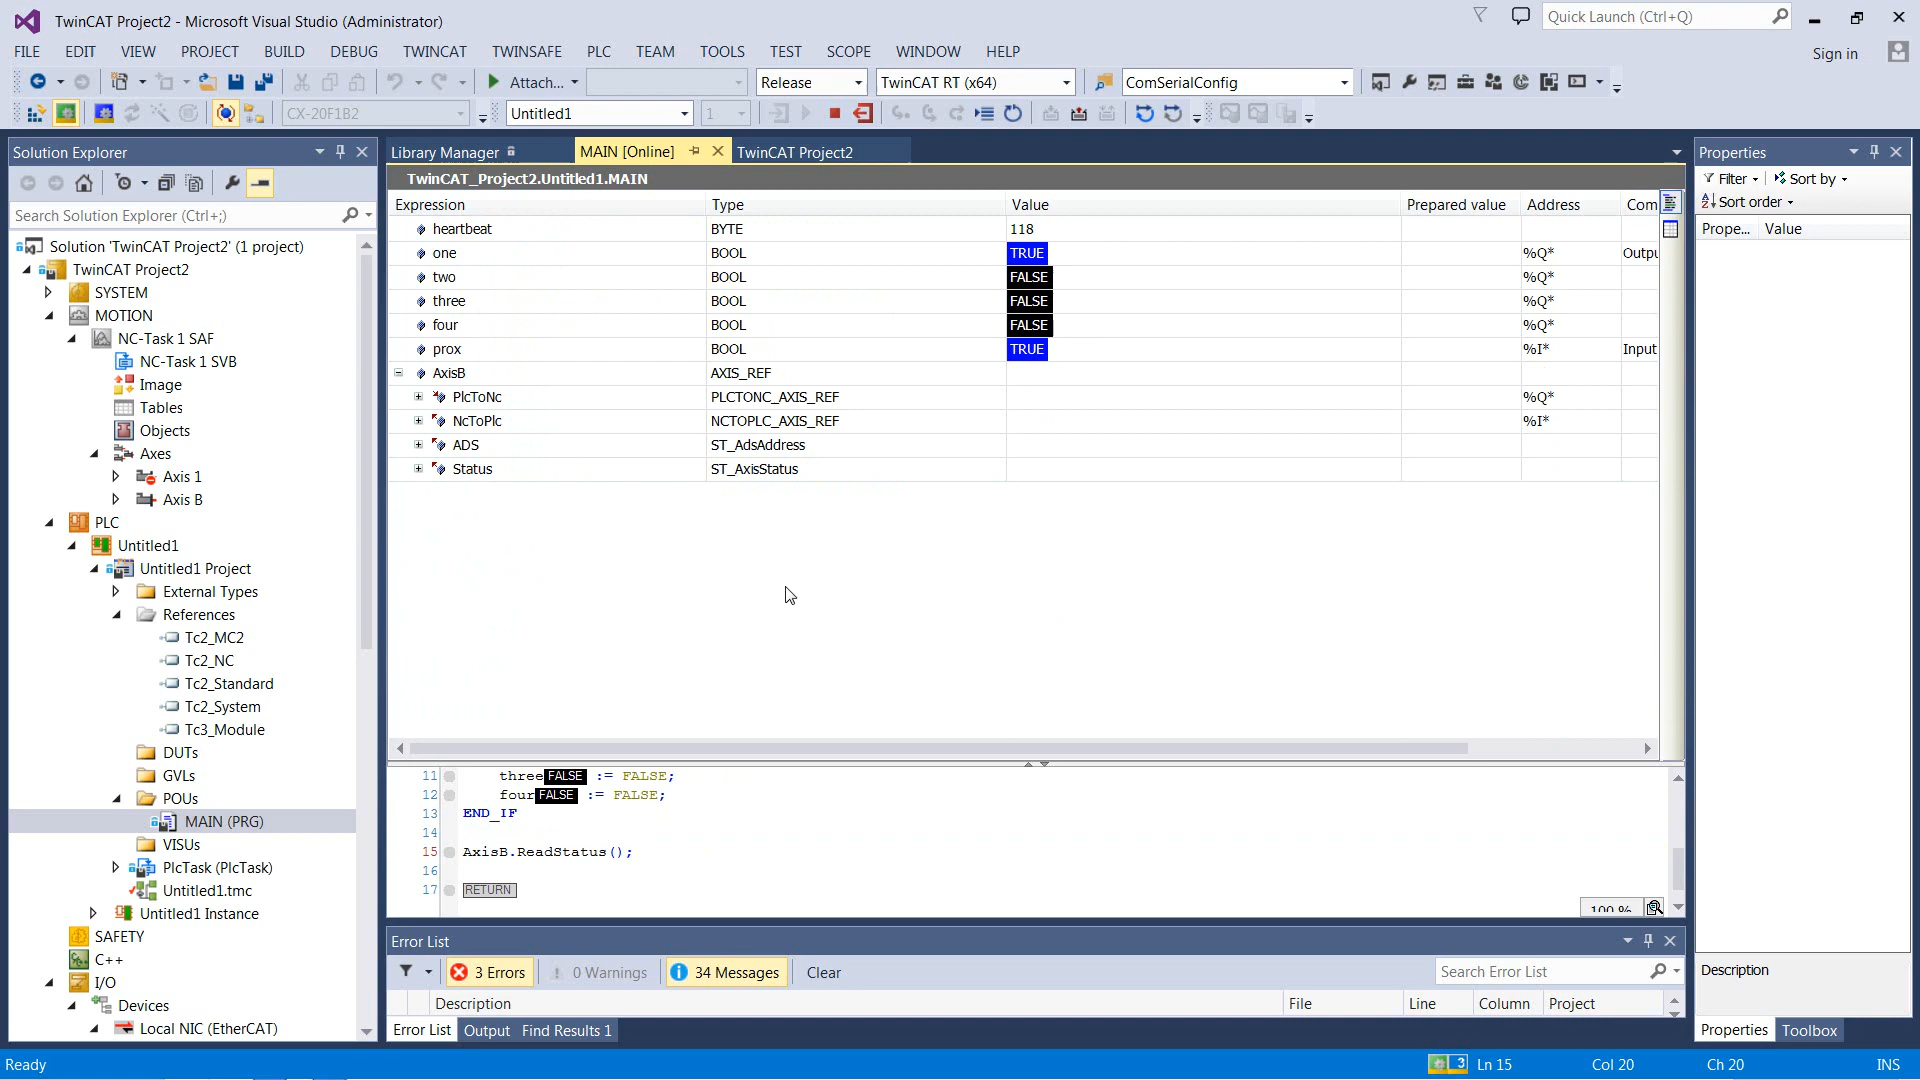 TwinCAT Project2 - Microsoft Visual Studio (Administrator)
Quick Launch (Ctrl+Q)
FILE EDIT VIEW PROJECT BUILD DEBUG TWINCAT TWINSAFE PLC TEAM TOOLS TEST SCOPE WINDOW HELP
Sign in
Attach... Release TwinCAT RT (x64) ComSerialConfig
CX-20F1B2 Untitled1 1
Solution Explorer
Search Solution Explorer (Ctrl+;)
Solution 'TwinCAT Project2' (1 project)
TwinCAT Project2
SYSTEM
MOTION
NC-Task 1 SAF
NC-Task 1 SVB
Image
Tables
Objects
Axes
Axis 1
Axis B
PLC
Untitled1
Untitled1 Project
External Types
References
Tc2_MC2
Tc2_NC
Tc2_Standard
Tc2_System
Tc3_Module
DUTs
GVLs
POUs
MAIN (PRG)
VISUs
PlcTask (PlcTask)
Untitled1.tmc
Untitled1 Instance
SAFETY
C++
I/O
Devices
Local NIC (EtherCAT)
Library Manager MAIN [Online] TwinCAT Project2
TwinCAT_Project2.Untitled1.MAIN
Expression Type Value Prepared value Address Com
heartbeat BYTE 118
one BOOL TRUE %Q* Outpu
two BOOL FALSE %Q*
three BOOL FALSE %Q*
four BOOL FALSE %Q*
prox BOOL TRUE %I* Input
AxisB AXIS_REF
PlcToNc PLCTONC_AXIS_REF %Q*
NcToPlc NCTOPLC_AXIS_REF %I*
ADS ST_AdsAddress
Status ST_AxisStatus
11 three FALSE := FALSE;
12 four FALSE := FALSE;
13 END_IF
14
15 AxisB.ReadStatus();
16
17 RETURN
100 %
Error List
3 Errors 0 Warnings 34 Messages Clear
Search Error List
Description File Line Column Project
Error List Output Find Results 1
Properties
Filter Sort by
Sort order
Prope... Value
Description
Properties Toolbox
Ready
3 Ln 15 Col 20 Ch 20 INS